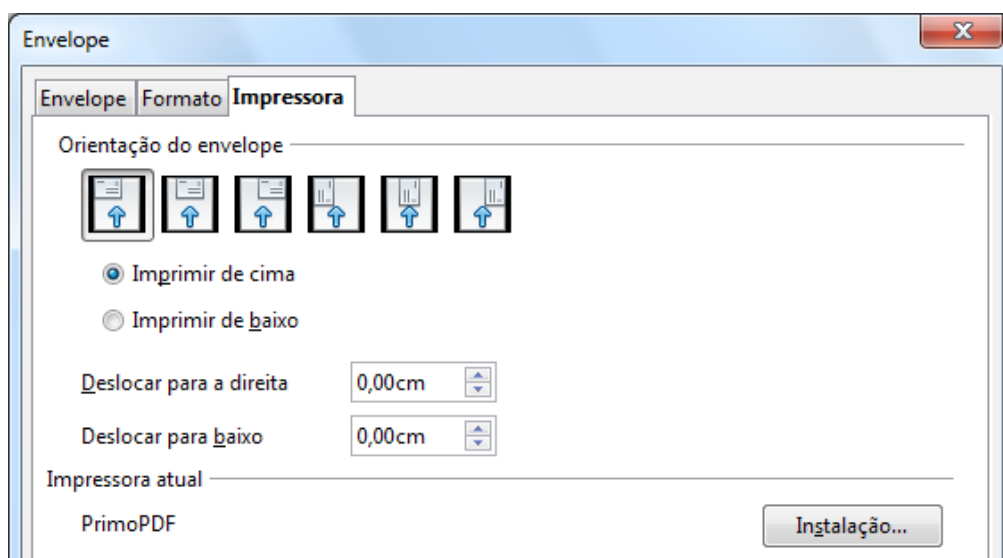 Envelope
Envelope Formato Impressora
Orientação do envelope
Imprimir de cima
Imprimir de baixo
Deslocar para a direita 0,00cm
Deslocar para baixo 0,00cm
Impressora atual
PrimoPDF Instalação...